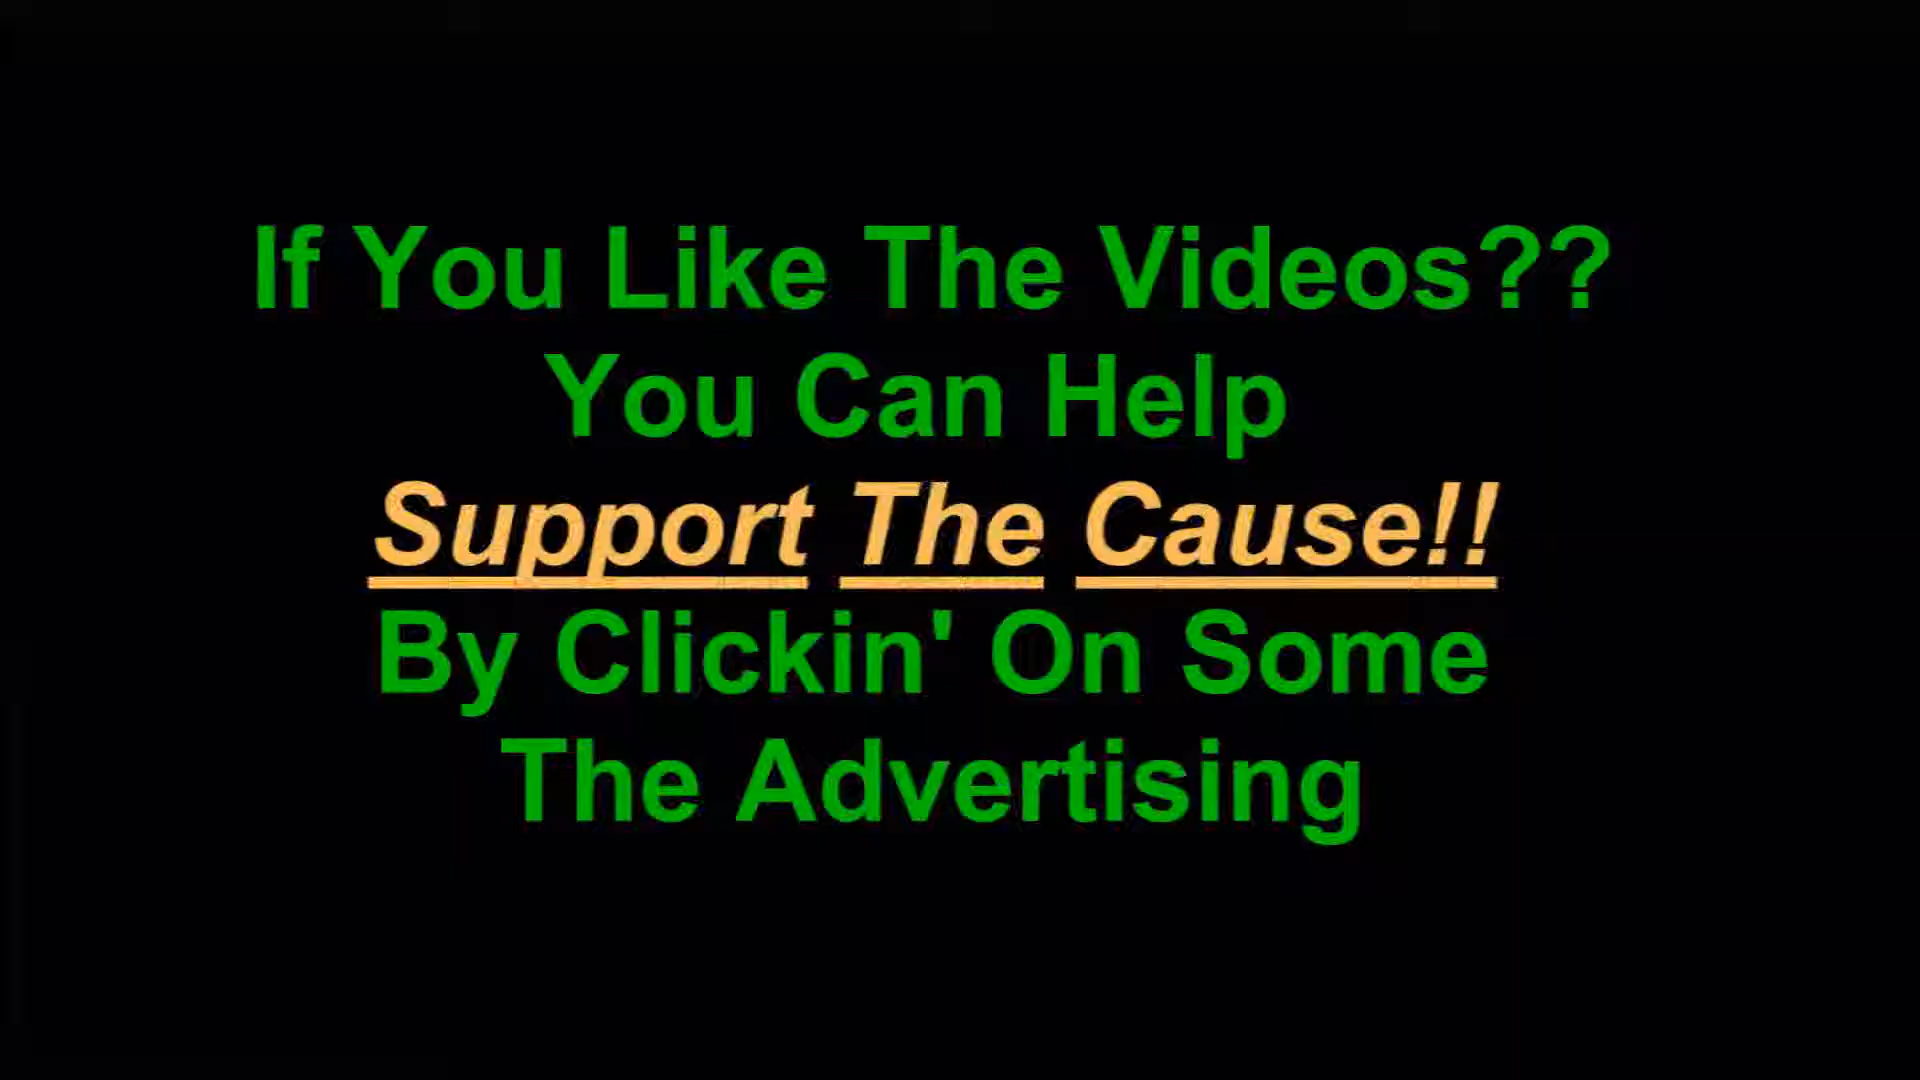 If You Like The Videos??
You Can Help
Support The Cause!!
By Clickin' On Some
The Advertising